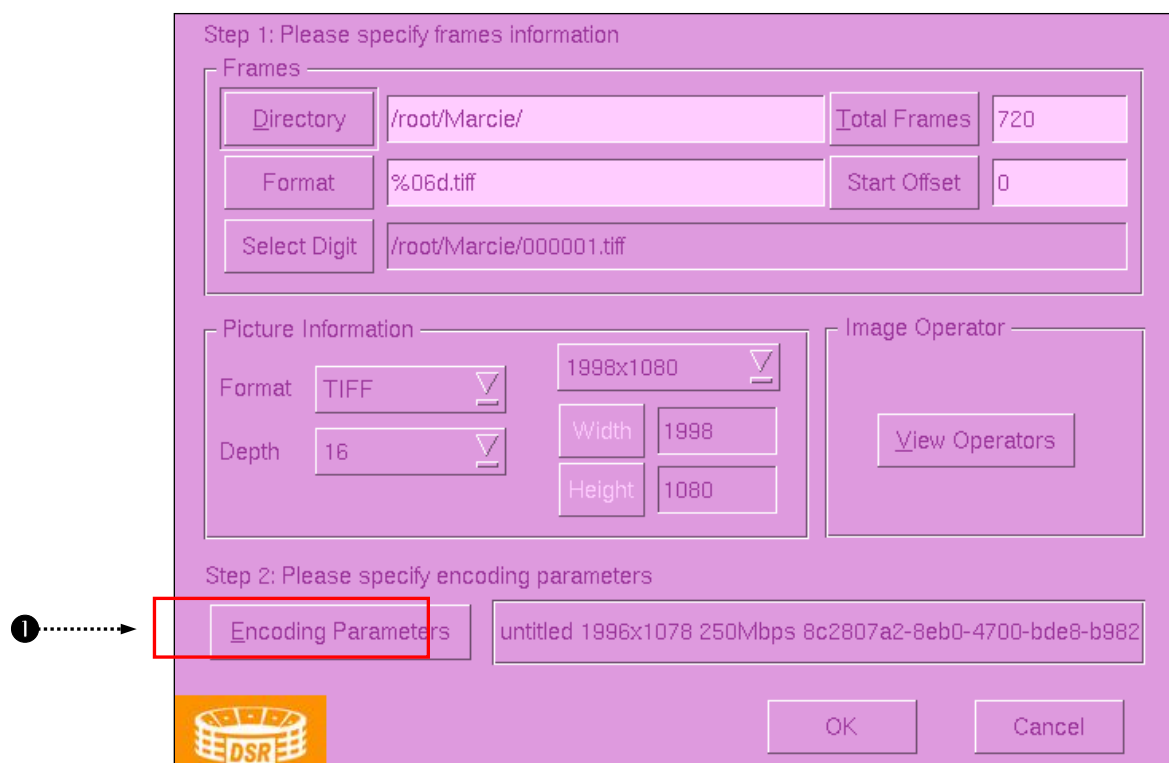 Step 1: Please specify frames information
Frames
Directory /root/Marcie/ Total Frames 720
Format %06d.tiff Start Offset 0
Select Digit /root/Marcie/000001.tiff
Picture Information
Format TIFF
Depth 16
1998x1080
Width 1998
Height 1080
Image Operator
View Operators
Step 2: Please specify encoding parameters
1
Encoding Parameters untitled 1996x1078 250Mbps 8c2807a2-8eb0-4700-bde8-b982
DSR
OK Cancel